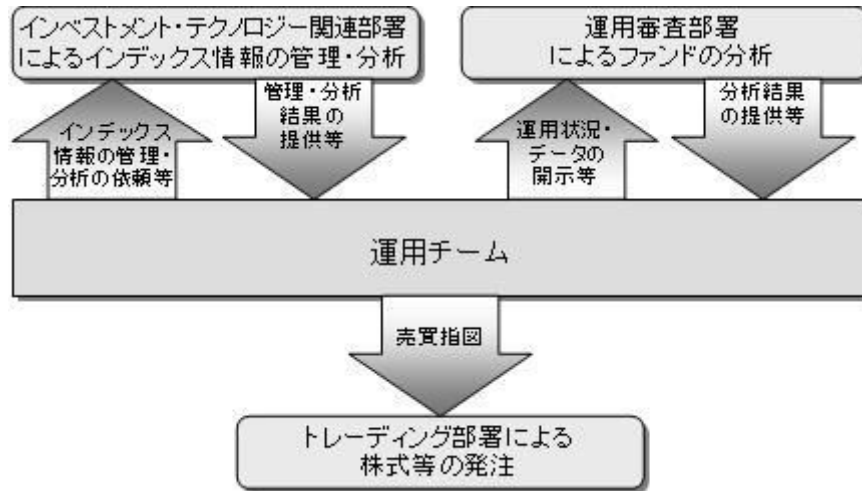 インベストメント・テクノロジー関連部署
によるインデックス情報の管理・分析
運用審査部署
によるファンドの分析
インデックス
情報の管理・
分析の依頼等
管理・分析
結果の
提供等
運用状況・
データの
開示等
分析結果
の提供等
運用チーム
売買指図
トレーディング部署による
株式等の発注